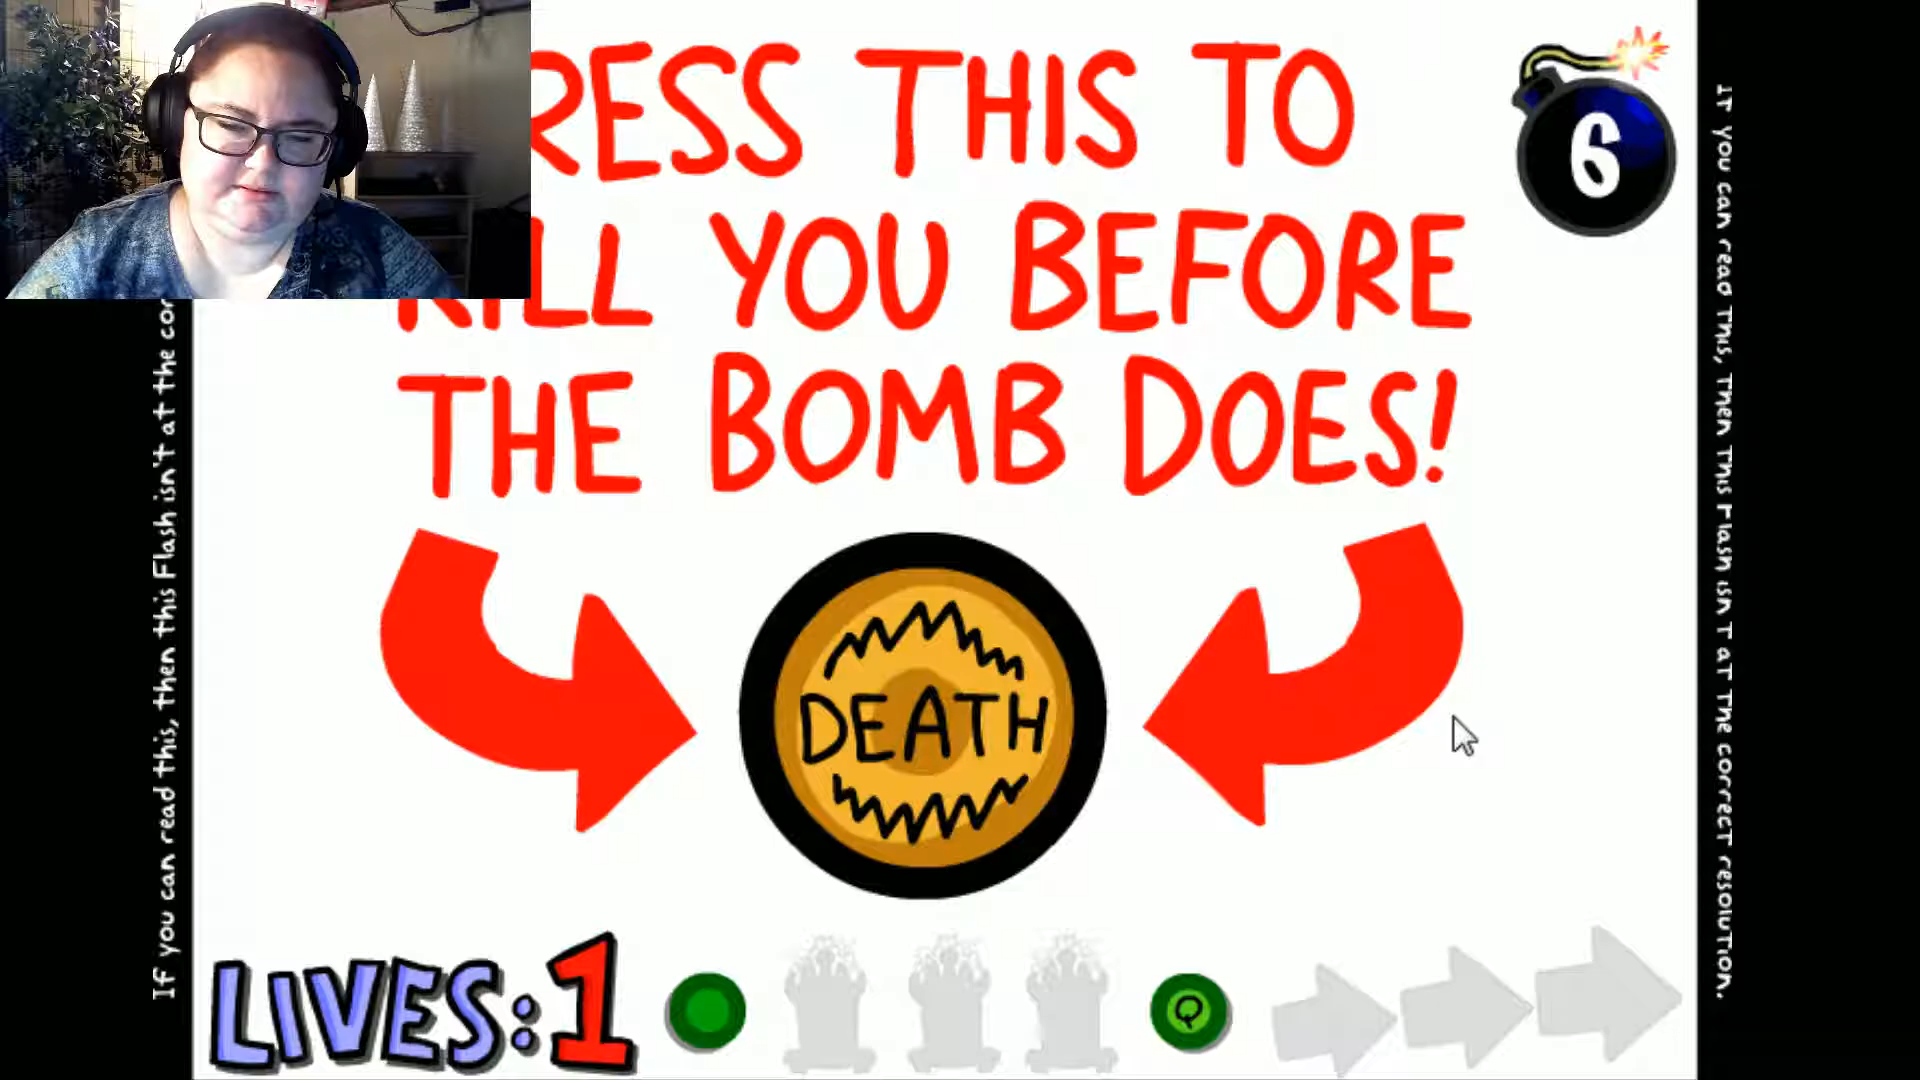 RESS THIS TO
KILL YOU BEFORE
THE BOMB DOES!
6
DEATH
LIVES:1
Q
If you can read this, then this Flash isn't at the cor
If you can read this, then this Flash isn't at the correct resolution.